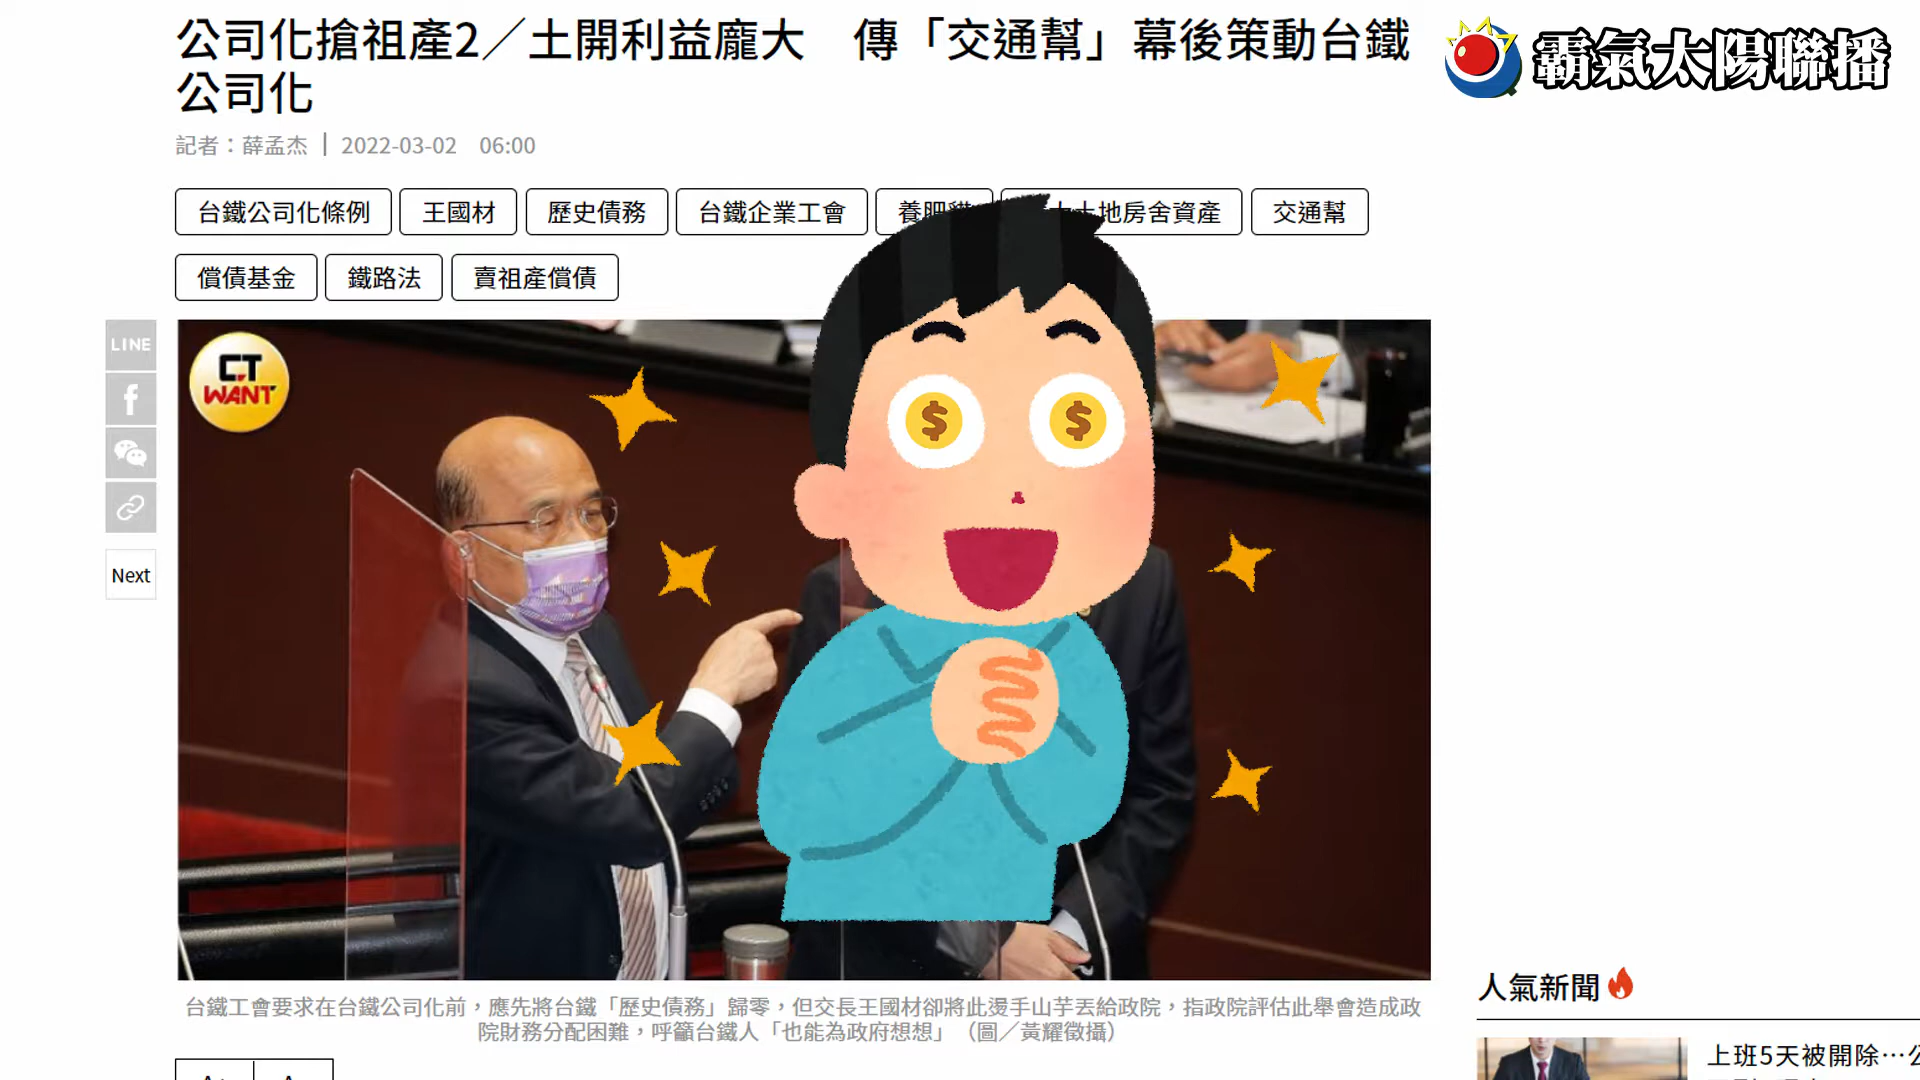 公司化搶祖產2／土開利益龐大　傳「交通幫」幕後策動台鐵
公司化
霸氣太陽聯播
記者：薛孟杰 | 2022-03-02 06:00
台鐵公司化條例 王國材 歷史債務 台鐵企業工會 養肥貓 土地房舍資產 交通幫
償債基金 鐵路法 賣祖產償債
LINE
f
Next
CT
WANT
$ $
台鐵工會要求在台鐵公司化前，應先將台鐵「歷史債務」歸零，但交長王國材卻將此燙手山芋丟給政院，指政院評估此舉會造成政
院財務分配困難，呼籲台鐵人「也能為政府想想」（圖／黃耀徵攝）
人氣新聞
上班5天被開除…